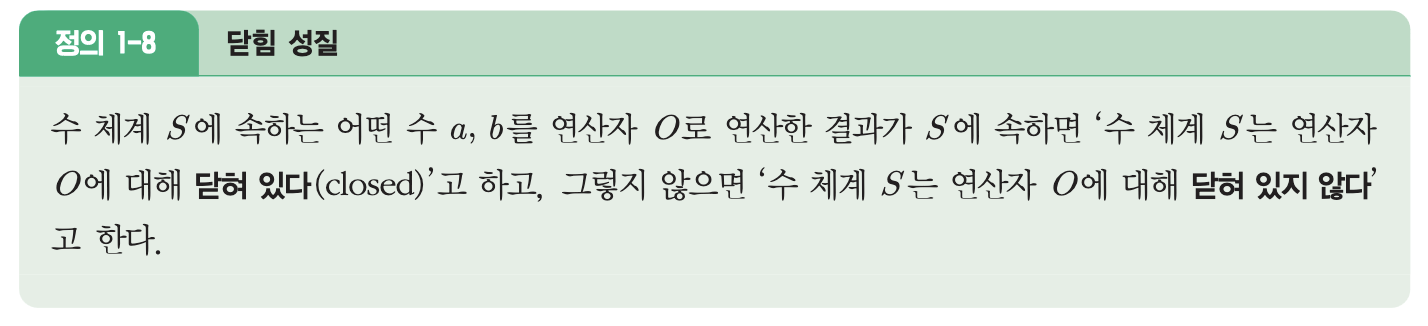 정의 1-8 닫힘 성질
수 체계 S에 속하는 어떤 수 a, b를 연산자 O로 연산한 결과가 S에 속하면 ‘수 체계 S는 연산자
O에 대해 닫혀 있다(closed)’고 하고, 그렇지 않으면 ‘수 체계 S는 연산자 O에 대해 닫혀 있지 않다’
고 한다.